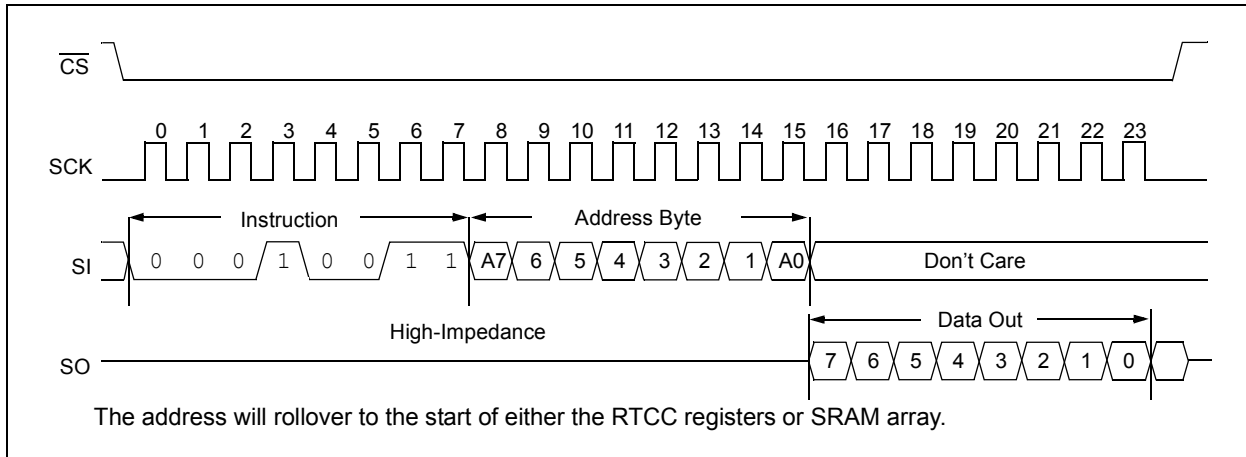 CS
0 1 2 3 4 5 6 7 8 9 10 11 12 13 14 15 16 17 18 19 20 21 22 23
SCK
Instruction Address Byte
SI 0 0 0 1 0 0 1 1 A7 6 5 4 3 2 1 A0 Don't Care
High-Impedance Data Out
SO 7 6 5 4 3 2 1 0
The address will rollover to the start of either the RTCC registers or SRAM array.